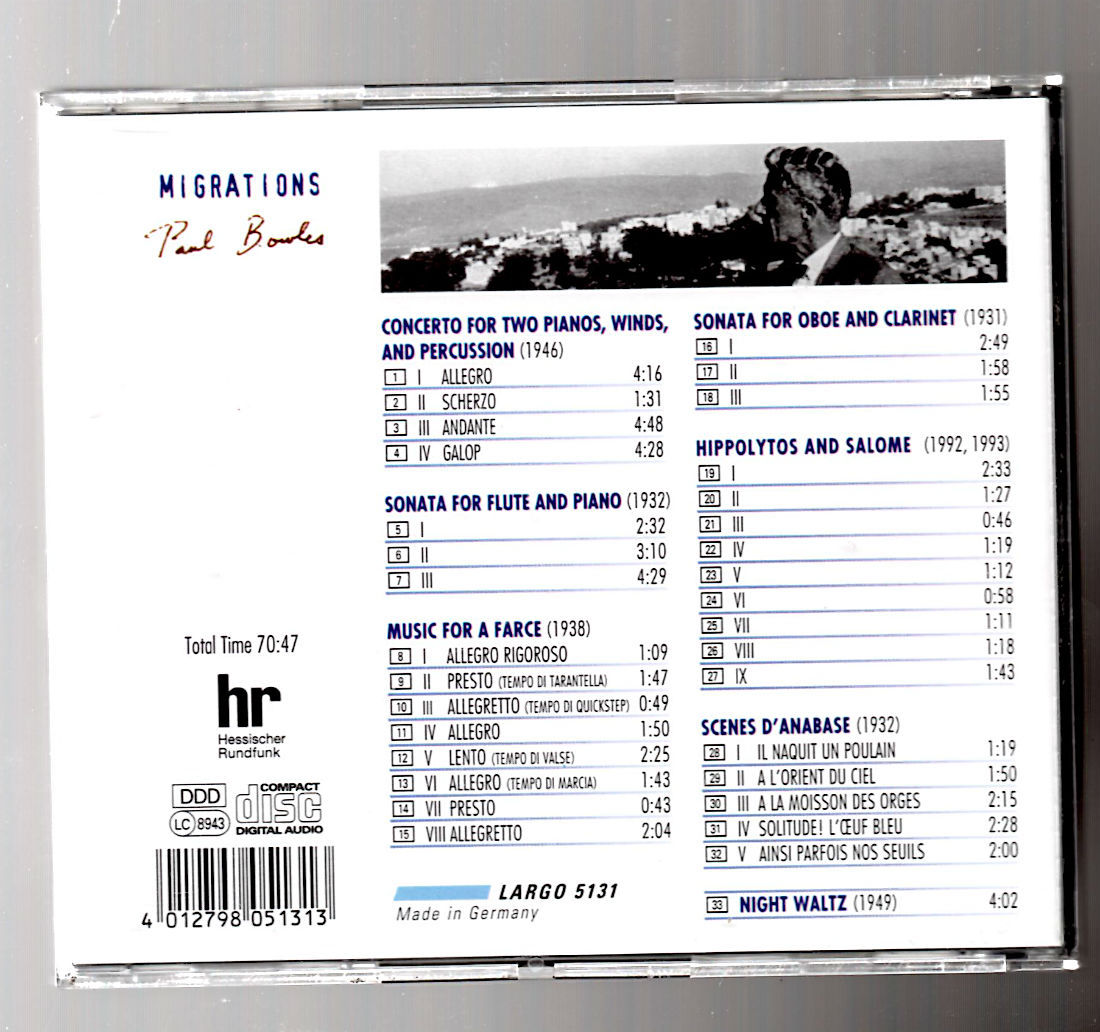 MIGRATIONS
Paul Bowles
CONCERTO FOR TWO PIANOS, WINDS,
AND PERCUSSION (1946)
1 I ALLEGRO 4:16
2 II SCHERZO 1:31
3 III ANDANTE 4:48
4 IV GALOP 4:28
SONATA FOR FLUTE AND PIANO (1932)
5 I 2:32
6 II 3:10
7 III 4:29
MUSIC FOR A FARCE (1938)
8 I ALLEGRO RIGOROSO 1:09
9 II PRESTO (TEMPO DI TARANTELLA) 1:47
10 III ALLEGRETTO (TEMPO DI QUICKSTEP) 0:49
11 IV ALLEGRO 1:50
12 V LENTO (TEMPO DI VALSE) 2:25
13 VI ALLEGRO (TEMPO DI MARCIA) 1:43
14 VII PRESTO 0:43
15 VIII ALLEGRETTO 2:04
SONATA FOR OBOE AND CLARINET (1931)
16 I 2:49
17 II 1:58
18 III 1:55
HIPPOLYTOS AND SALOME (1992, 1993)
19 I 2:33
20 II 1:27
21 III 0:46
22 IV 1:19
23 V 1:12
24 VI 0:58
25 VII 1:11
26 VIII 1:18
27 IX 1:43
SCENES D'ANABASE (1932)
28 I IL NAQUIT UN POULAIN 1:19
29 II A L'ORIENT DU CIEL 1:50
30 III A LA MOISSON DES ORGES 2:15
31 IV SOLITUDE! L'ŒUF BLEU 2:28
32 V AINSI PARFOIS NOS SEUILS 2:00
33 NIGHT WALTZ (1949) 4:02
Total Time 70:47
hr
Hessischer
Rundfunk
DDD
LC 8943
COMPACT
disc
DIGITAL AUDIO
4 012798 051313
LARGO 5131
Made in Germany